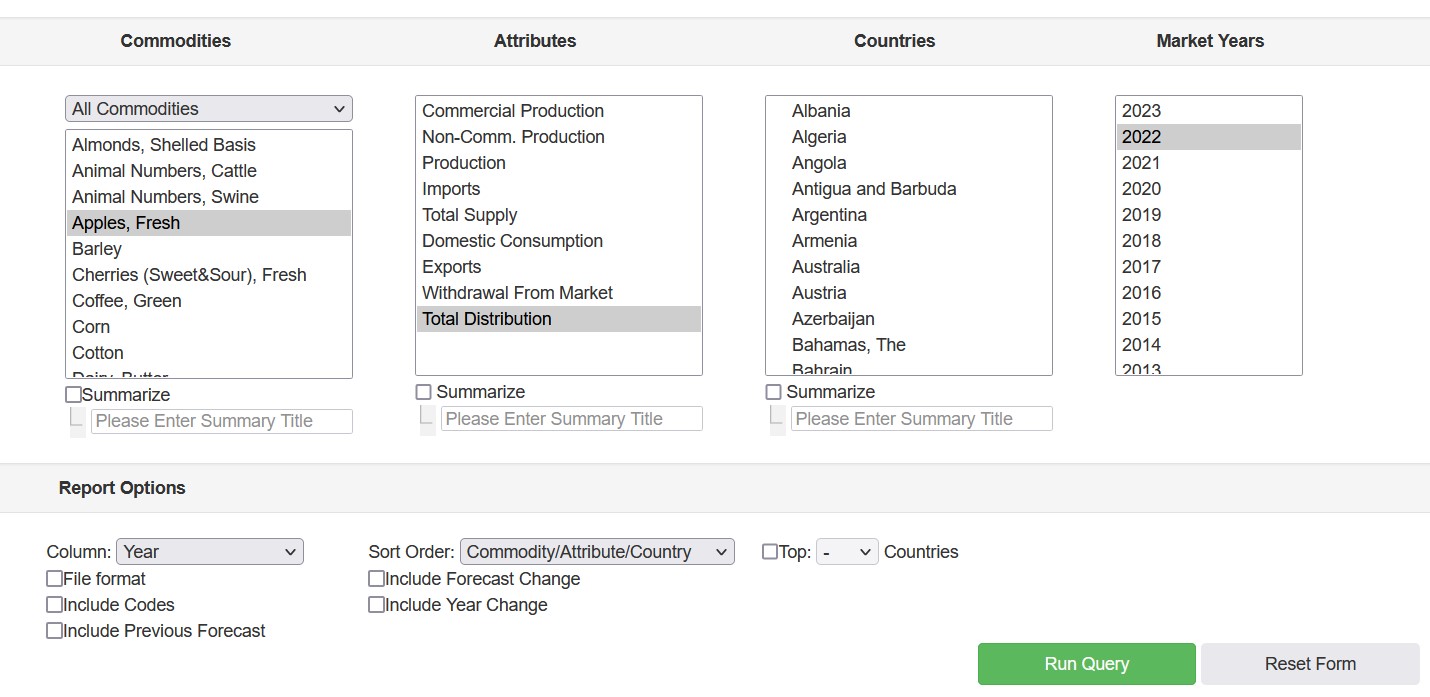 Commodities Attributes Countries Market Years
All Commodities
Almonds, Shelled Basis
Animal Numbers, Cattle
Animal Numbers, Swine
Apples, Fresh
Barley
Cherries (Sweet&Sour), Fresh
Coffee, Green
Corn
Cotton
Dairy, Butter
Summarize
Please Enter Summary Title
Commercial Production
Non-Comm. Production
Production
Imports
Total Supply
Domestic Consumption
Exports
Withdrawal From Market
Total Distribution
Summarize
Please Enter Summary Title
Albania
Algeria
Angola
Antigua and Barbuda
Argentina
Armenia
Australia
Austria
Azerbaijan
Bahamas, The
Bahrain
Summarize
Please Enter Summary Title
2023
2022
2021
2020
2019
2018
2017
2016
2015
2014
2013
Report Options
Column: Year Sort Order: Commodity/Attribute/Country Top: - Countries
File format Include Forecast Change
Include Codes Include Year Change
Include Previous Forecast
Run Query Reset Form